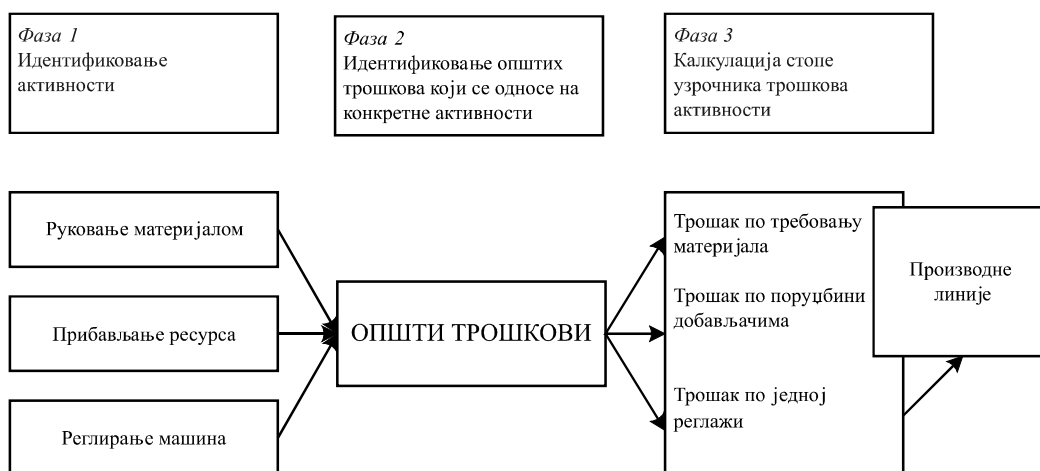 Фаза 1
Идентификовање
активности
Фаза 2
Идентификовање општих
трошкова који се односе на
конкретне активности
Фаза 3
Калкулација стопе
узрочника трошкова
активности
Руковање материјалом
Прибављање ресурса
Реглирање машина
ОПШТИ ТРОШКОВИ
Трошак по требовању
материјала
Трошак по поруџбини
добављачима
Трошак по једној
реглажи
Производне
линије